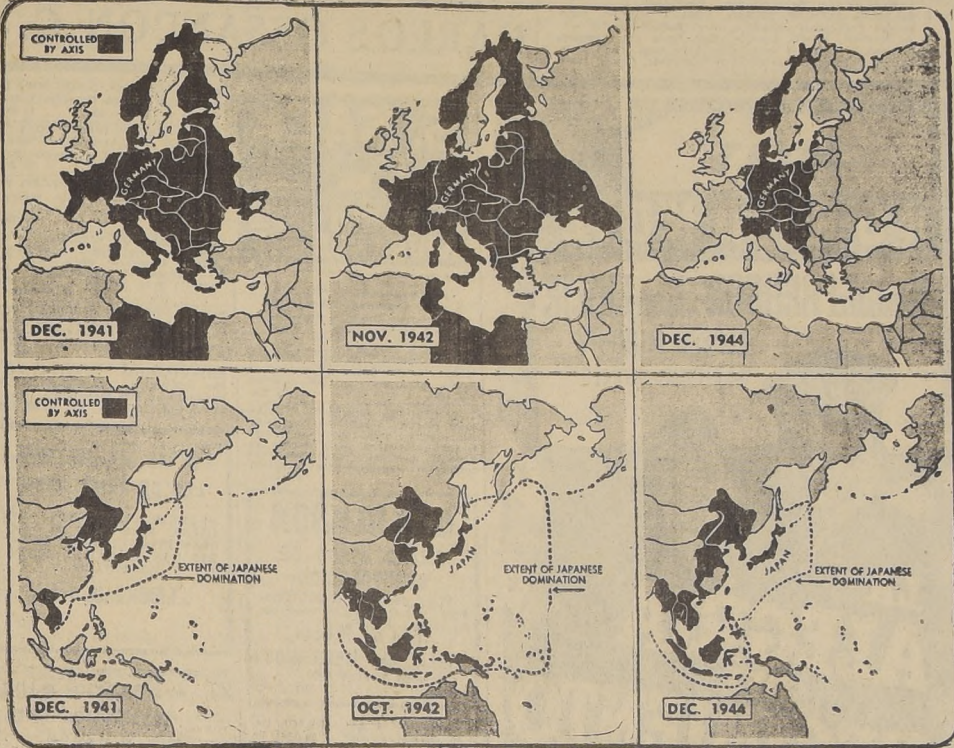 CONTROLLED
BY AXIS
GERMANY
DEC. 1941
GERMANY
NOV. 1942
GERMANY
DEC. 1944
CONTROLLED
BY AXIS
JAPAN
EXTENT OF JAPANESE
DOMINATION
DEC. 1941
JAPAN
EXTENT OF JAPANESE
DOMINATION
OCT. 1942
JAPAN
EXTENT OF JAPANESE
DOMINATION
DEC. 1944